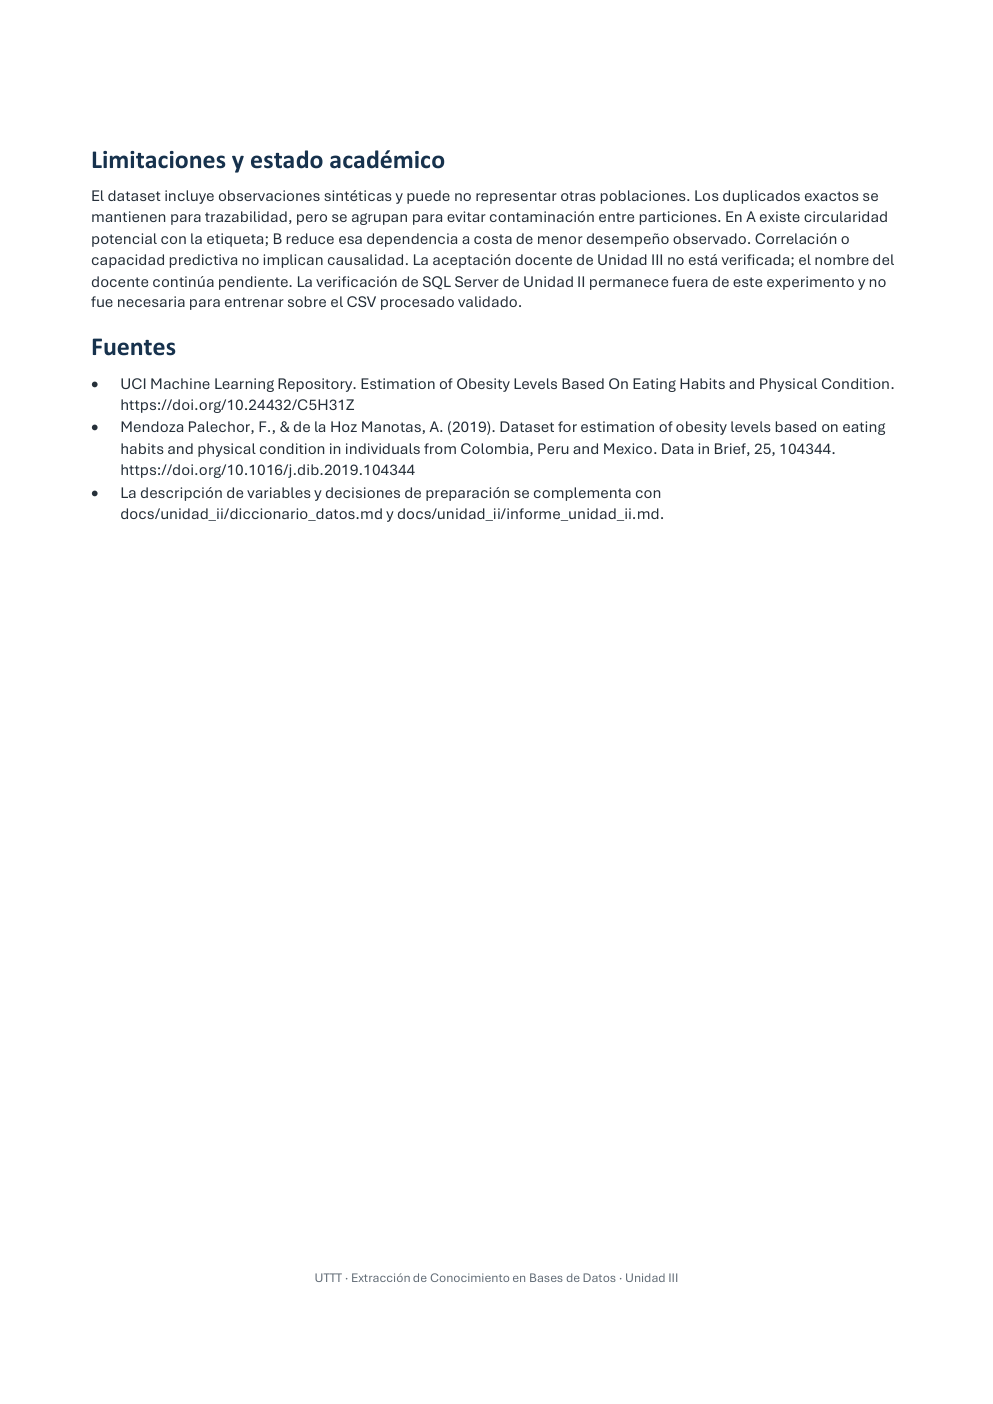 Limitaciones y estado académico
El dataset incluye observaciones sintéticas y puede no representar otras poblaciones. Los duplicados exactos se
mantienen para trazabilidad, pero se agrupan para evitar contaminación entre particiones. En A existe circularidad
potencial con la etiqueta; B reduce esa dependencia a costa de menor desempeño observado. Correlación o
capacidad predictiva no implican causalidad. La aceptación docente de Unidad III no está verificada; el nombre del
docente continúa pendiente. La verificación de SQL Server de Unidad II permanece fuera de este experimento y no
fue necesaria para entrenar sobre el CSV procesado validado.
Fuentes
• UCI Machine Learning Repository. Estimation of Obesity Levels Based On Eating Habits and Physical Condition.
https://doi.org/10.24432/C5H31Z
• Mendoza Palechor, F., & de la Hoz Manotas, A. (2019). Dataset for estimation of obesity levels based on eating
habits and physical condition in individuals from Colombia, Peru and Mexico. Data in Brief, 25, 104344.
https://doi.org/10.1016/j.dib.2019.104344
• La descripción de variables y decisiones de preparación se complementa con
docs/unidad_ii/diccionario_datos.md y docs/unidad_ii/informe_unidad_ii.md.
UTTT · Extracción de Conocimiento en Bases de Datos · Unidad III